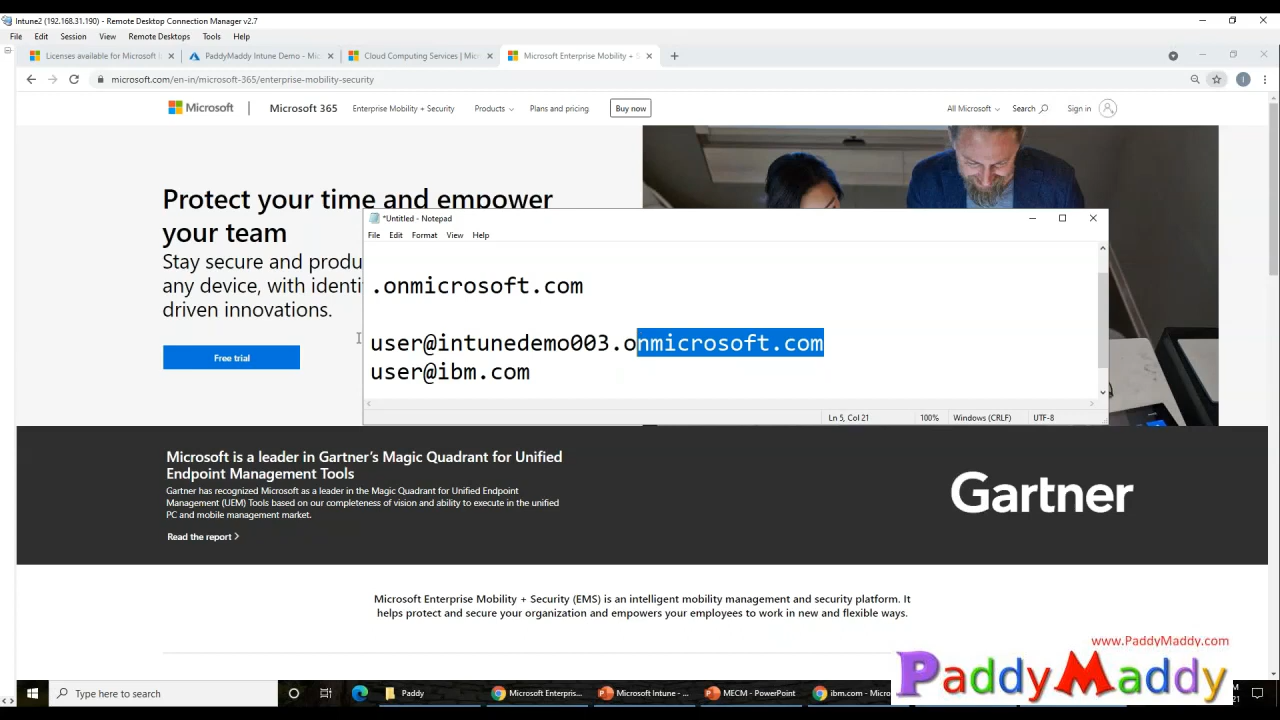 Intune2 (192.168.31.190) - Remote Desktop Connection Manager v2.7
File Edit Session View Remote Desktops Tools Help
Licenses available for Microsoft I
PaddyMaddy Intune Demo - Mic
Cloud Computing Services | Mic
Microsoft Enterprise Mobility + S
microsoft.com/en-in/microsoft-365/enterprise-mobility-security
Microsoft
Microsoft 365
Enterprise Mobility + Security
Products
Plans and pricing
Buy now
All Microsoft
Search
Sign in
Protect your time and empower
your team
Stay secure and produ
any device, with identi
driven innovations.
Free trial
*Untitled - Notepad
File Edit Format View Help
.onmicrosoft.com
user@intunedemo003.onmicrosoft.com
user@ibm.com
Ln 5, Col 21
100%
Windows (CRLF)
UTF-8
Microsoft is a leader in Gartner's Magic Quadrant for Unified
Endpoint Management Tools
Gartner has recognized Microsoft as a leader in the Magic Quadrant for Unified Endpoint
Management (UEM) Tools based on our completeness of vision and ability to execute in the unified
PC and mobile management market.
Read the report
Gartner
Microsoft Enterprise Mobility + Security (EMS) is an intelligent mobility management and security platform. It
helps protect and secure your organization and empowers your employees to work in new and flexible ways.
www.PaddyMaddy.com
PaddyMaddy
Type here to search
Paddy
Microsoft Enterpris...
Microsoft Intune - ...
MECM - PowerPoint
ibm.com - Micro